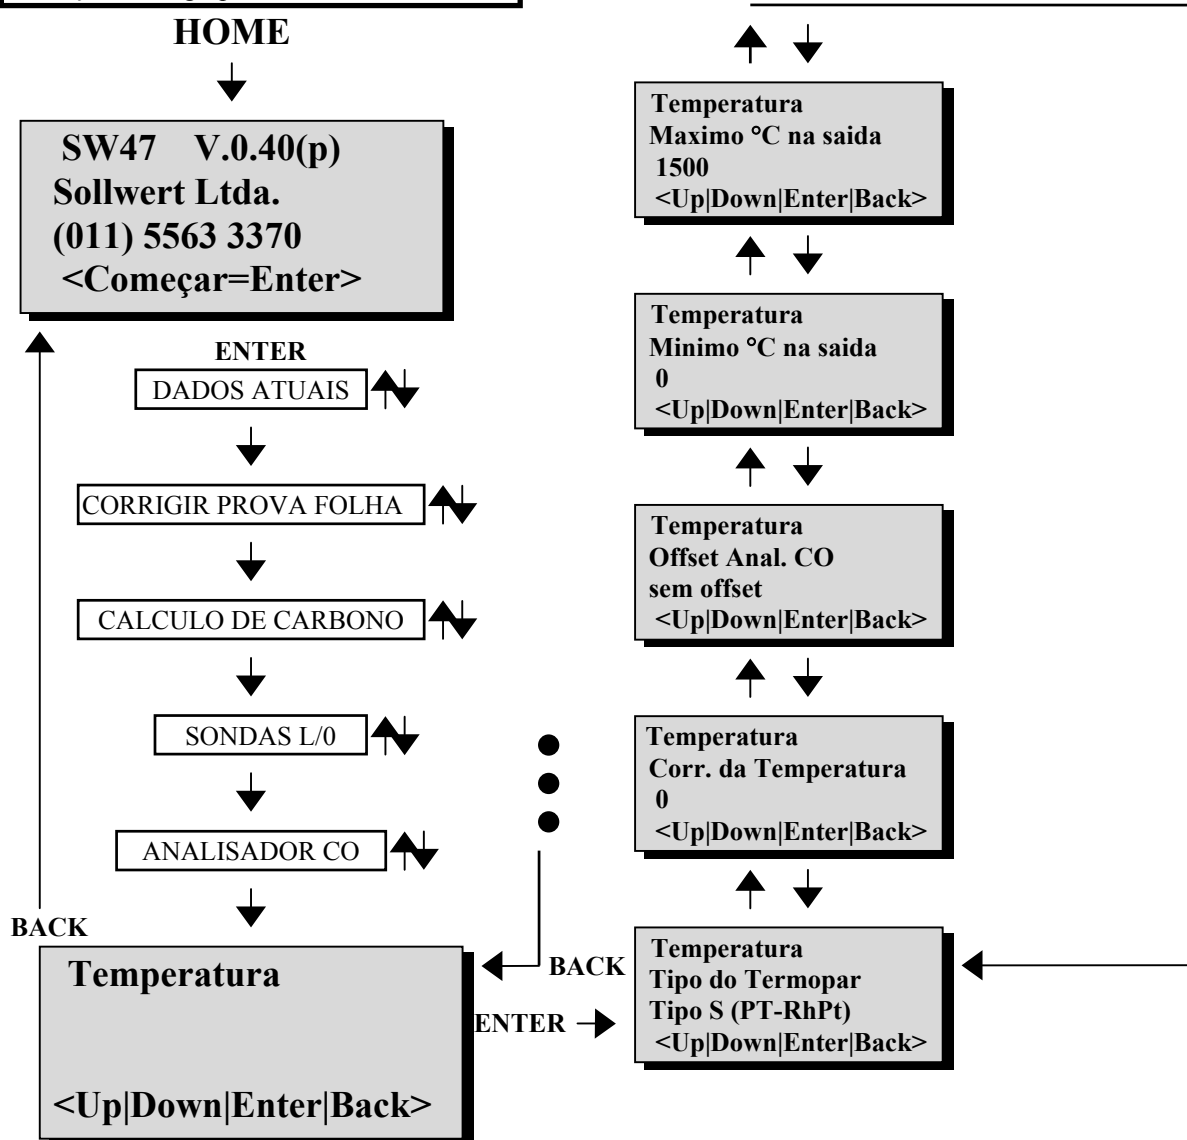 HOME
SW47 V.0.40(p)
Sollwert Ltda.
(011) 5563 3370
<Começar=Enter>
ENTER
DADOS ATUAIS
CORRIGIR PROVA FOLHA
CALCULO DE CARBONO
SONDAS L/0
ANALISADOR CO
BACK
Temperatura
<Up|Down|Enter|Back>
BACK
ENTER
Temperatura
Maximo °C na saida
1500
<Up|Down|Enter|Back>
Temperatura
Minimo °C na saida
0
<Up|Down|Enter|Back>
Temperatura
Offset Anal. CO
sem offset
<Up|Down|Enter|Back>
Temperatura
Corr. da Temperatura
0
<Up|Down|Enter|Back>
Temperatura
Tipo do Termopar
Tipo S (PT-RhPt)
<Up|Down|Enter|Back>